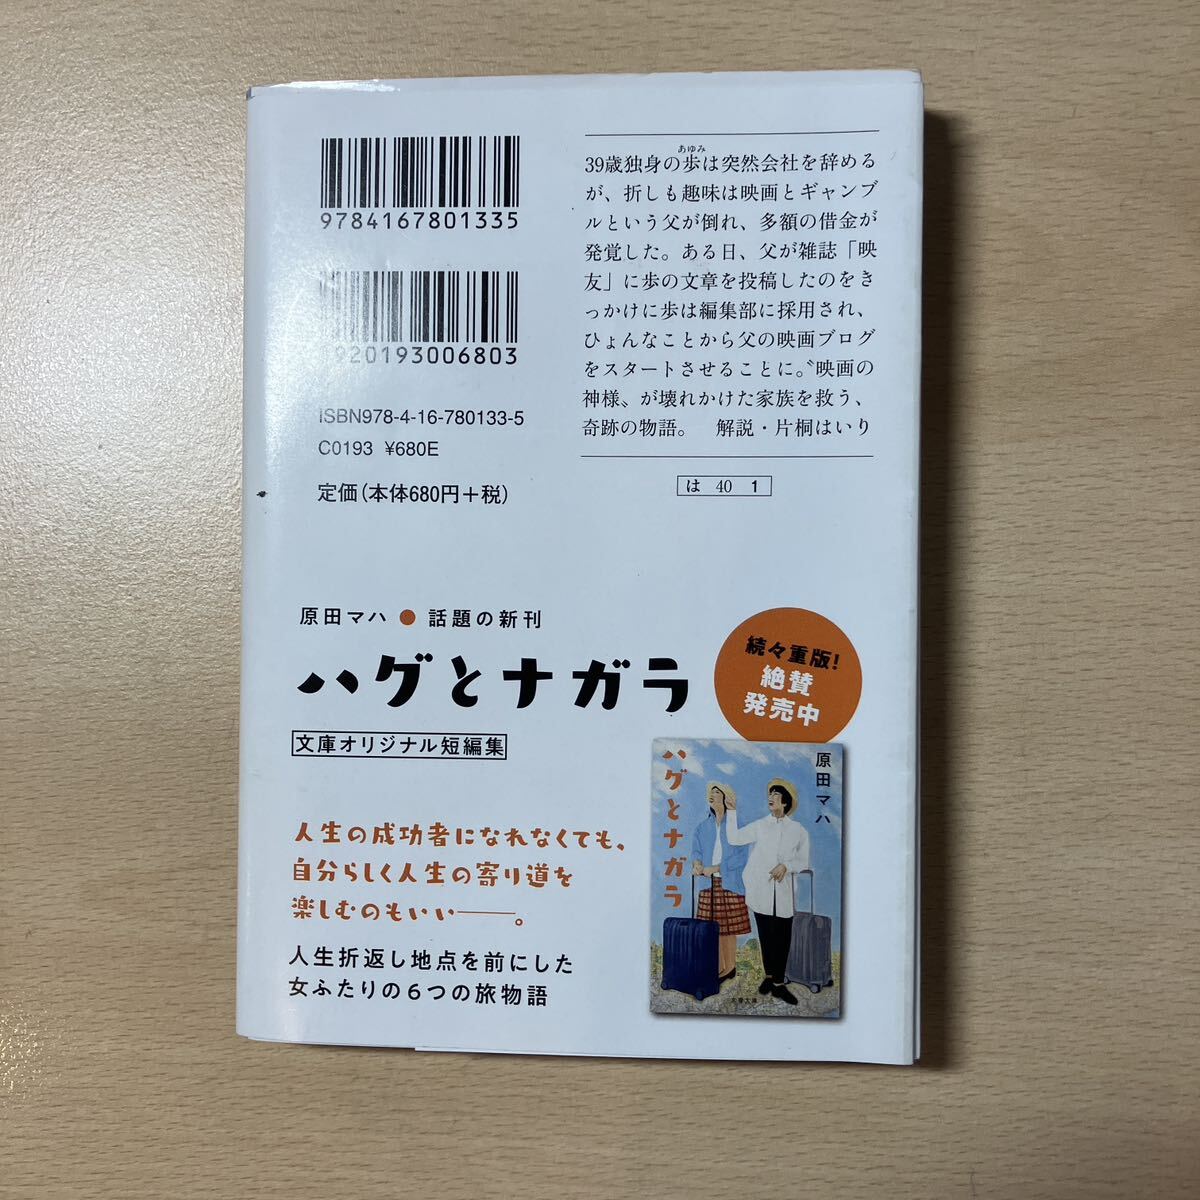 9784167801335
9920193006803
ISBN978-4-16-780133-5
C0193 ¥680E
定価(本体680円+税)
あゆみ
39歳独身の歩は突然会社を辞める
が、折しも趣味は映画とギャンブ
ルという父が倒れ、多額の借金が
発覚した。ある日、父が雑誌「映
友」に歩の文章を投稿したのをき
っかけに歩は編集部に採用され、
ひょんなことから父の映画ブログ
をスタートさせることに。〝映画の
神様〟が壊れかけた家族を救う、
奇跡の物語。 解説・片桐はいり
は 40 1
原田マハ ● 話題の新刊
ハグとナガラ
文庫オリジナル短編集
続々重版!
絶賛
発売中
人生の成功者になれなくても、
自分らしく人生の寄り道を
楽しむのもいい――。
人生折返し地点を前にした
女ふたりの6つの旅物語
原田マハ
ハグとナガラ
文春文庫